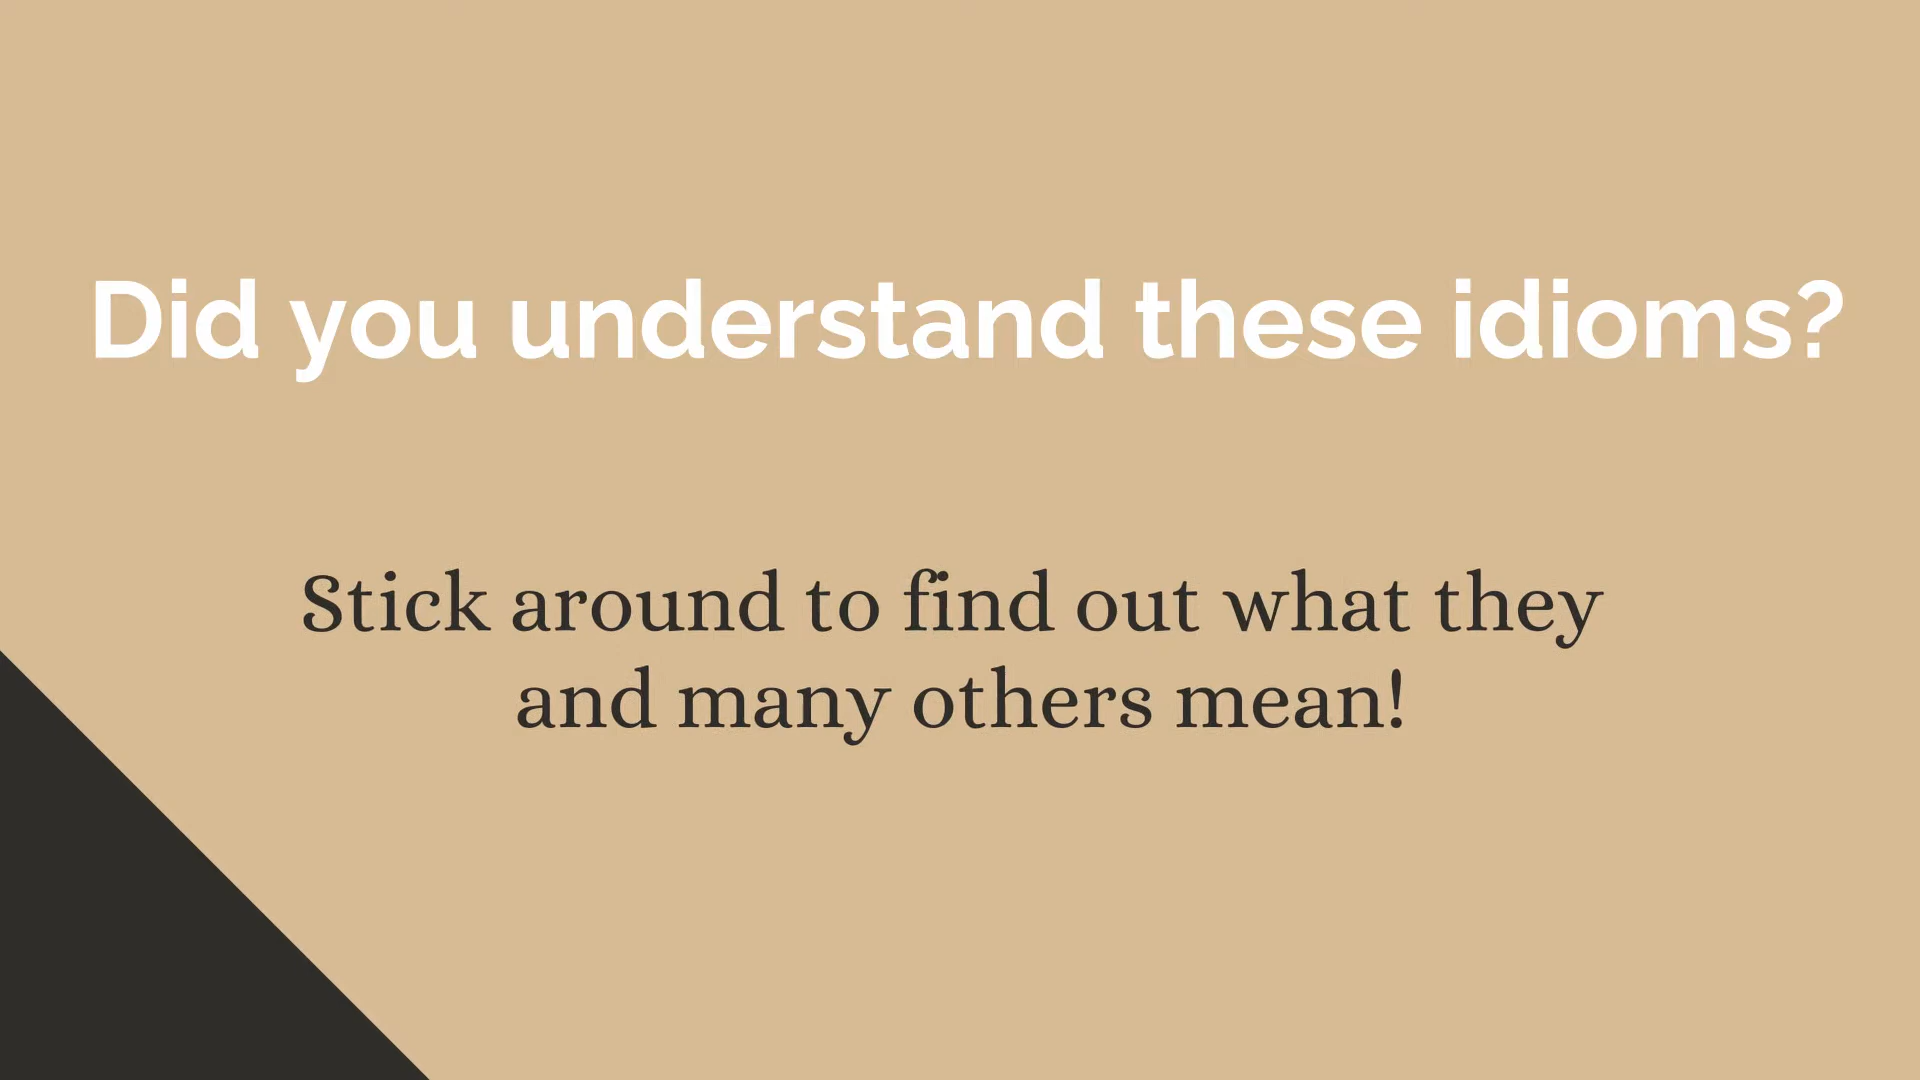 Did you understand these idioms?
Stick around to find out what they
and many others mean!